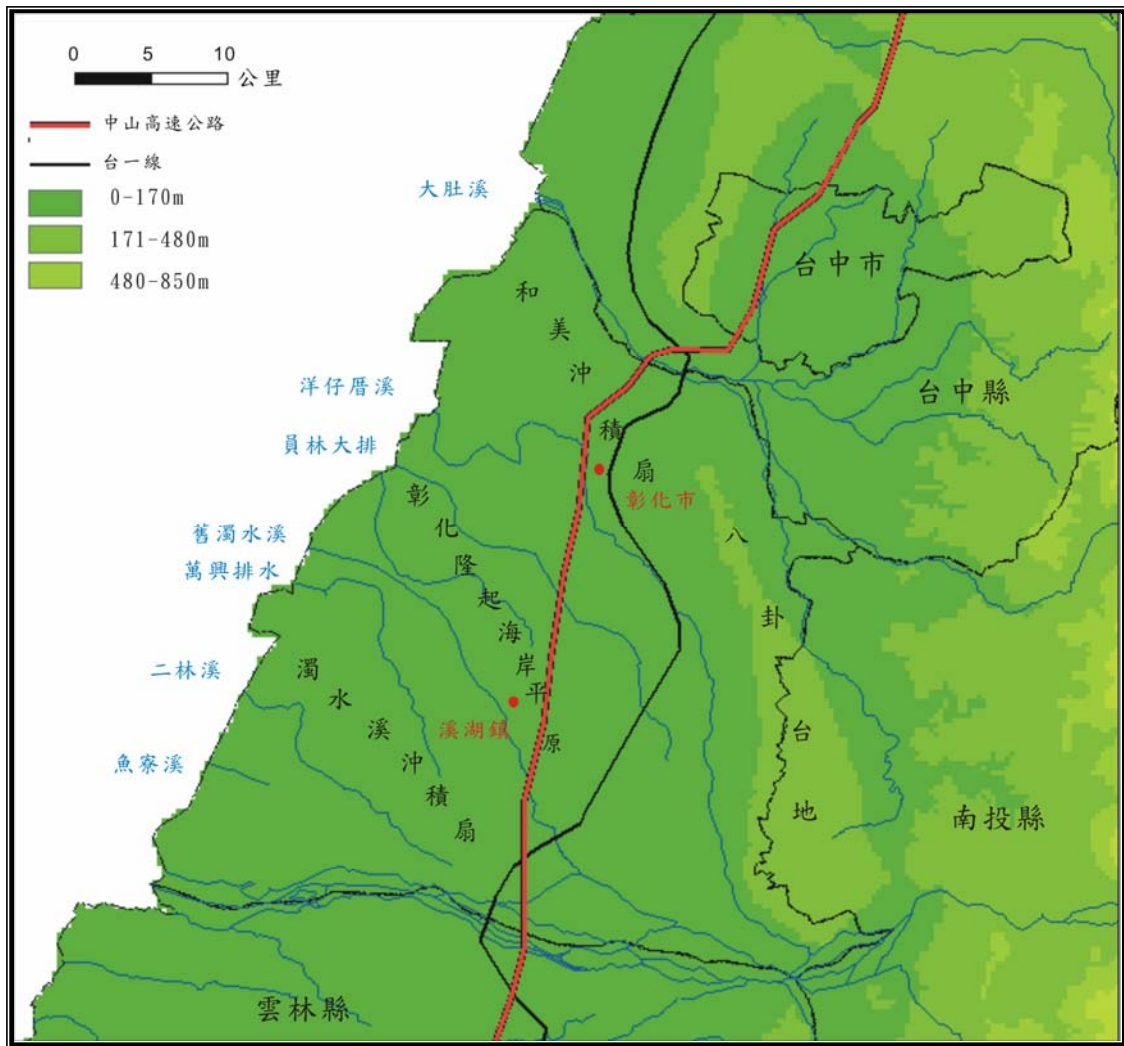 0 5 10
公里
中山高速公路
台一線
0-170m
171-480m
480-850m
大肚溪
洋仔厝溪
員林大排
舊濁水溪
萬興排水
二林溪
魚寮溪
和美沖積扇
彰化隆起海岸平原
濁水溪沖積扇
八卦台地
台中市
台中縣
彰化市
溪湖鎮
南投縣
雲林縣